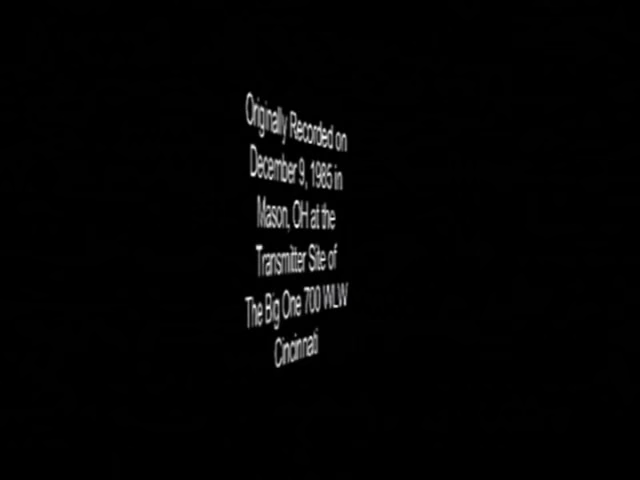 Originally Recorded on
December 9, 1985 in
Mason, OH at the
Transmitter Site of
The Big One 700 WLW
Cincinnati